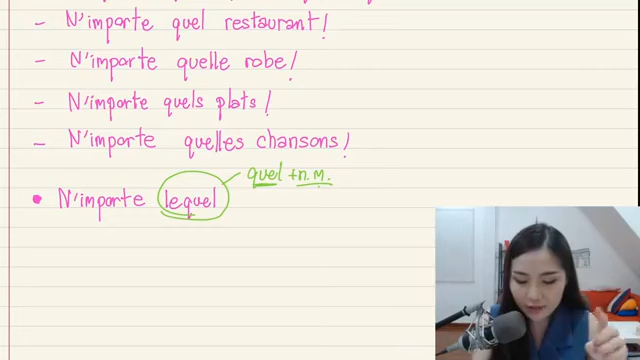 - N'importe quel restaurant!
- N'importe quelle robe!
- N'importe quels plats!
- N'importe quelles chansons!
quel + n.m.
• N'importe lequel